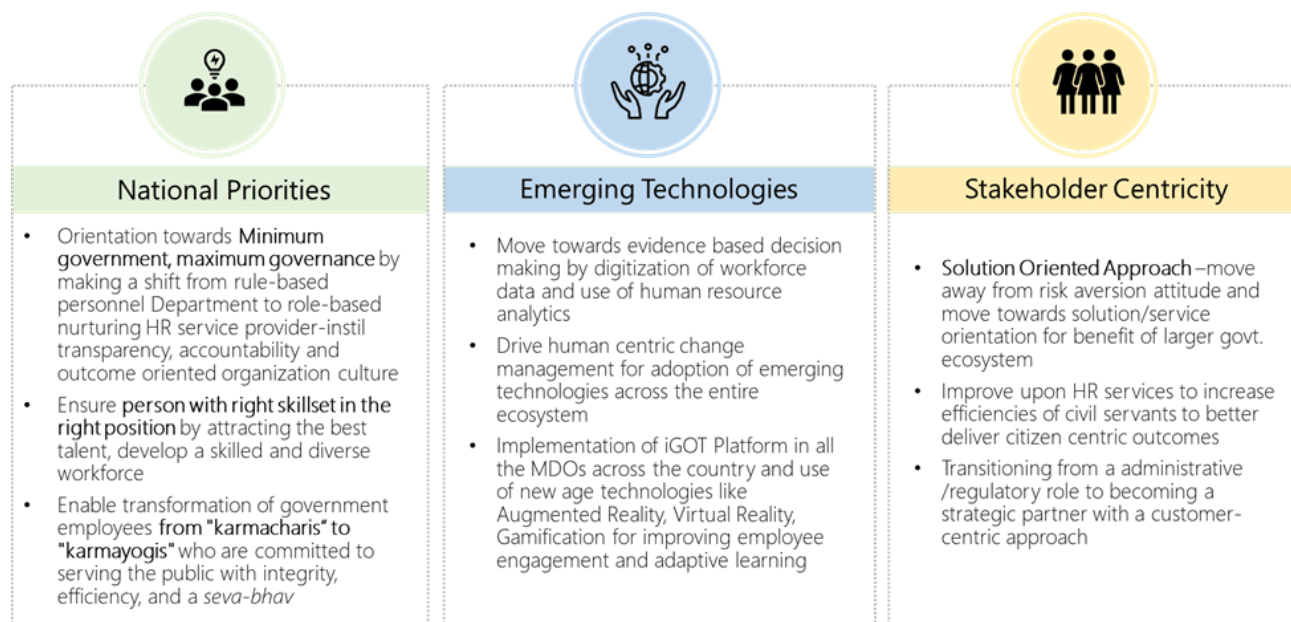 National Priorities
• Orientation towards Minimum
government, maximum governance by
making a shift from rule-based
personnel Department to role-based
nurturing HR service provider-instil
transparency, accountability and
outcome oriented organization culture
• Ensure person with right skillset in the
right position by attracting the best
talent, develop a skilled and diverse
workforce
• Enable transformation of government
employees from "karmacharis" to
"karmayogis" who are committed to
serving the public with integrity,
efficiency, and a seva-bhav
Emerging Technologies
• Move towards evidence based decision
making by digitization of workforce
data and use of human resource
analytics
• Drive human centric change
management for adoption of emerging
technologies across the entire
ecosystem
• Implementation of iGOT Platform in all
the MDOs across the country and use
of new age technologies like
Augmented Reality, Virtual Reality,
Gamification for improving employee
engagement and adaptive learning
Stakeholder Centricity
• Solution Oriented Approach –move
away from risk aversion attitude and
move towards solution/service
orientation for benefit of larger govt.
ecosystem
• Improve upon HR services to increase
efficiencies of civil servants to better
deliver citizen centric outcomes
• Transitioning from a administrative
/regulatory role to becoming a
strategic partner with a customer-
centric approach